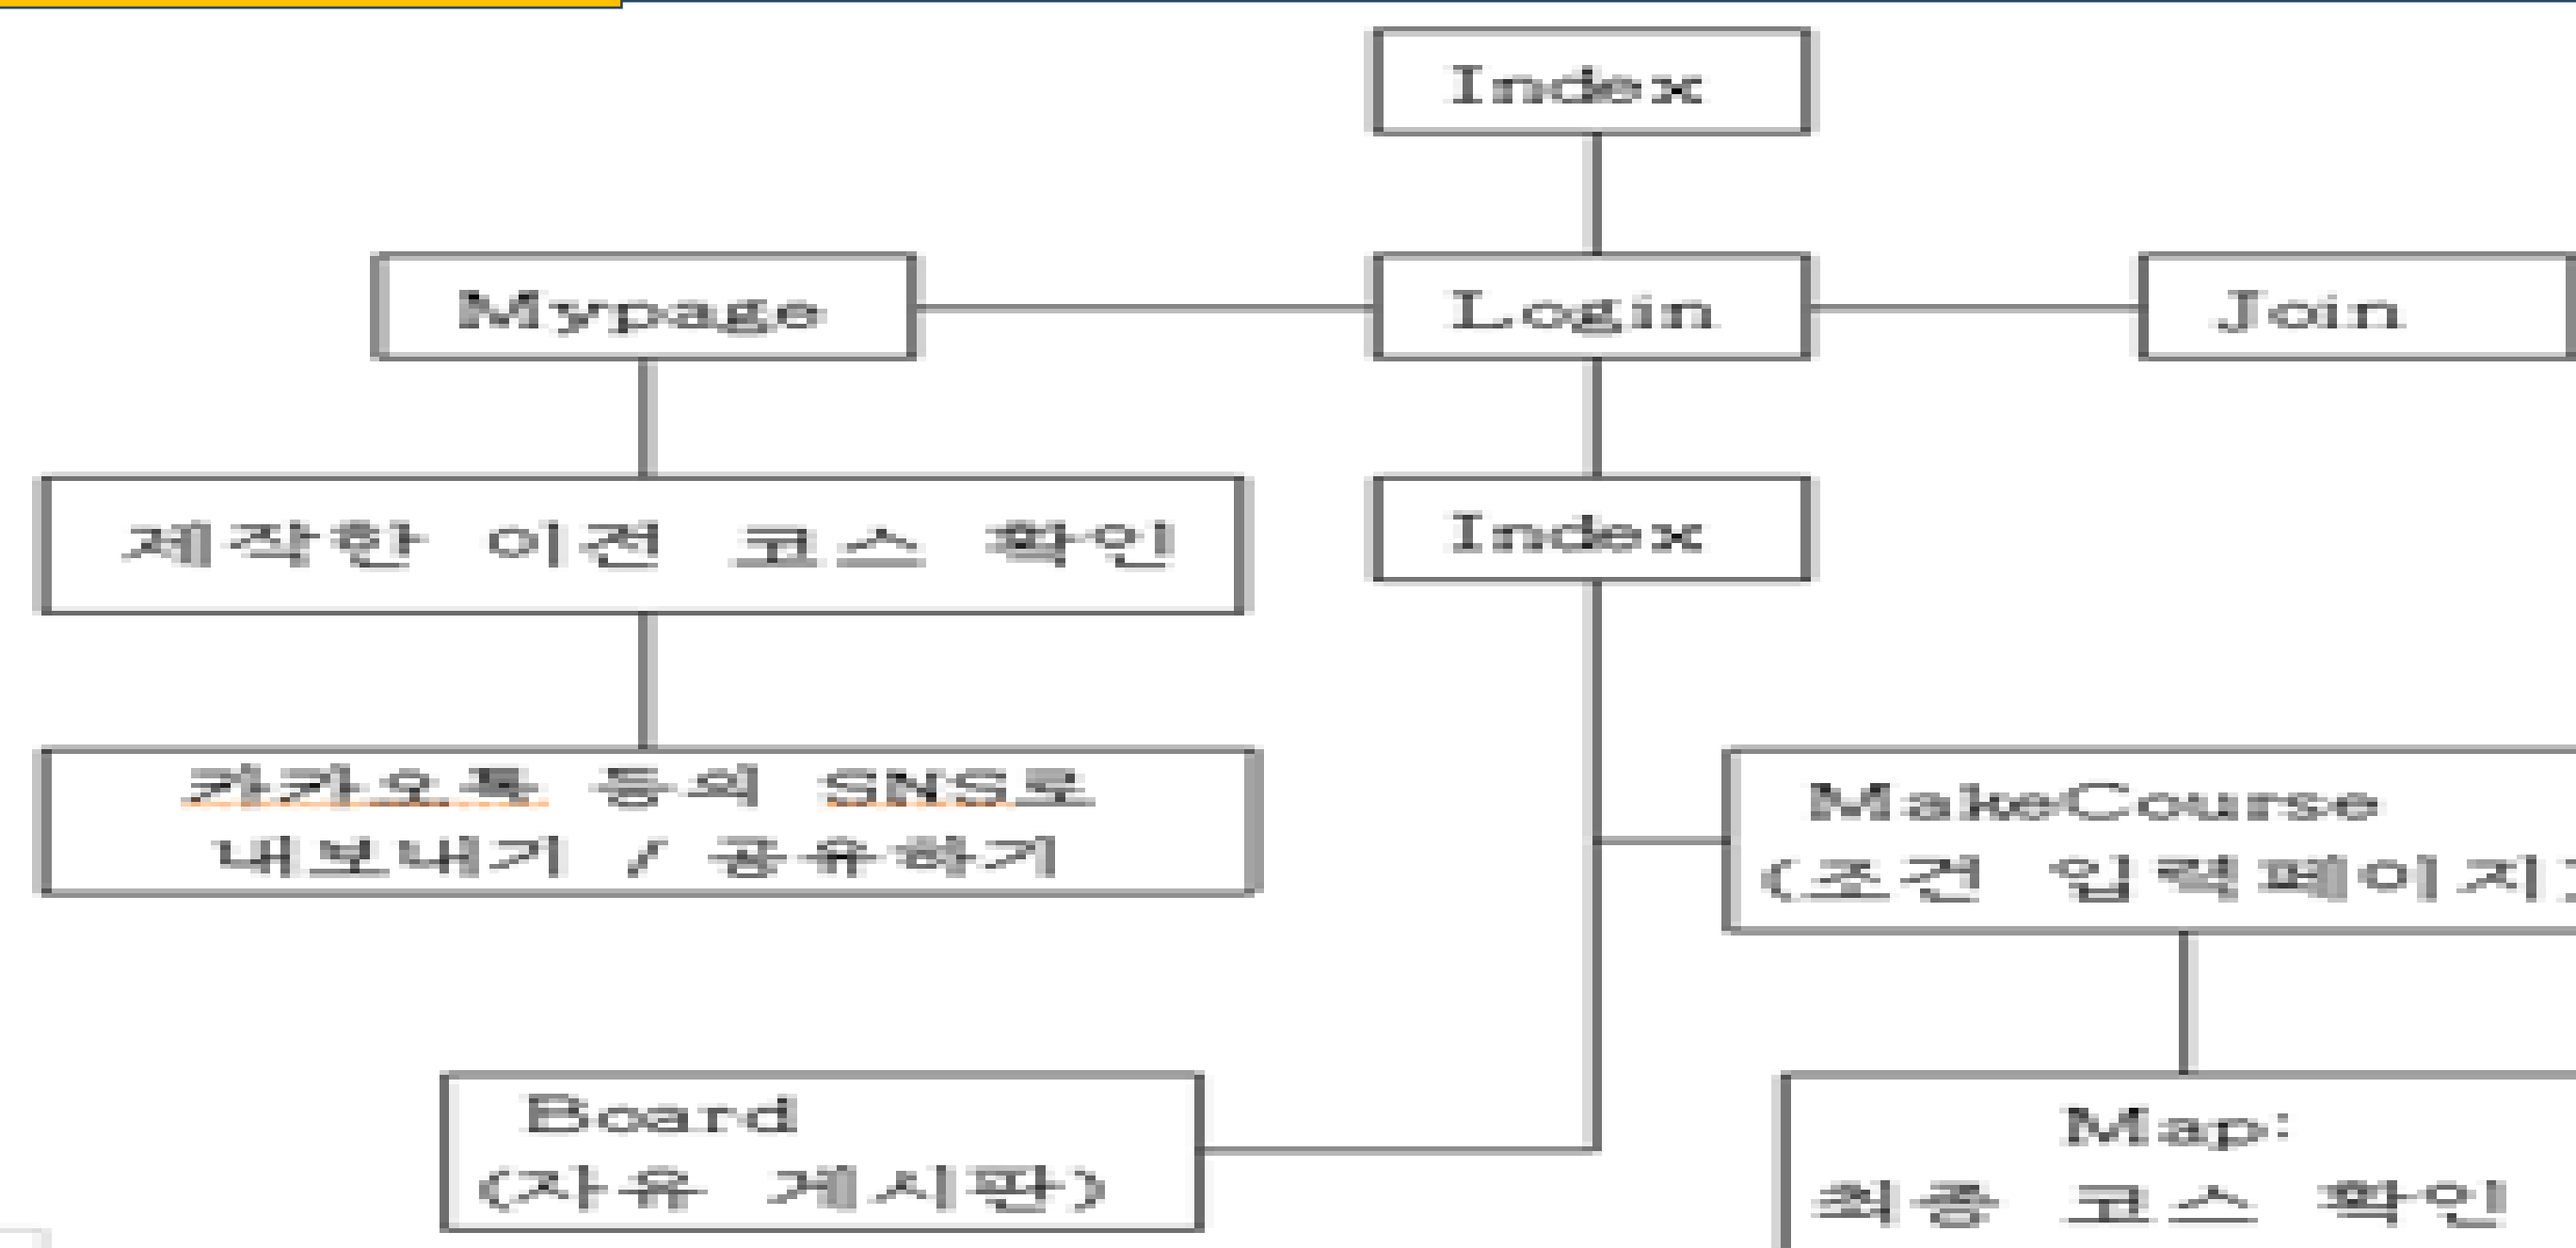 Index
Mypage
Login
Join
제작한 이전 코스 확인
Index
카카오톡 등의 SNS로
내보내기 / 공유하기
MakeCourse
(조건 입력페이지)
Board
(자유 게시판)
Map:
최종 코스 확인